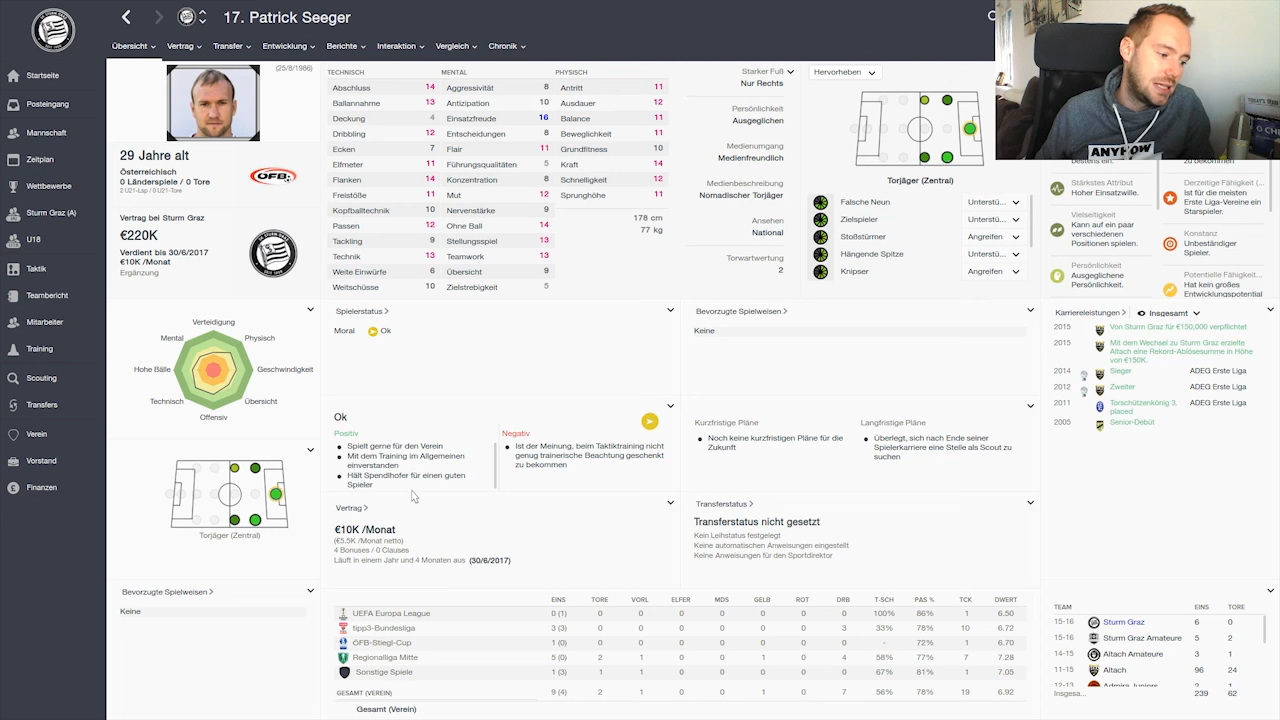 17. Patrick Seeger
Übersicht Vertrag Transfer Entwicklung Berichte Interaktion Vergleich Chronik
Startseite
Posteingang
Mannschaft
Zeitplan
Wettbewerbe
Sturm Graz (A)
U18
Taktik
Teambericht
Mitarbeiter
Training
Scouting
Transfers
Verein
Vorstand
Finanzen
(25/8/1986)
29 Jahre alt
Österreichisch
0 Länderspiele / 0 Tore
2 U21-Lap / 0 U21-Tore
ÖFB
Vertrag bei Sturm Graz
€220K
Verdient bis 30/6/2017
€10K /Monat
Ergänzung
TECHNISCH
Abschluss 14
Ballannahme 13
Deckung 4
Dribbling 12
Ecken 7
Elfmeter 11
Flanken 14
Freistöße 11
Kopfballtechnik 10
Passen 12
Tackling 9
Technik 13
Weite Einwürfe 6
Weitschüsse 10
MENTAL
Aggressivität 8
Antizipation 10
Einsatzfreude 16
Entscheidungen 8
Flair 11
Führungsqualität 5
Konzentration 8
Mut 12
Nervenstärke 9
Ohne Ball 14
Stellungsspiel 13
Teamwork 13
Übersicht 9
Zielstrebigkeit 5
PHYSISCH
Antritt 11
Ausdauer 12
Balance 11
Beweglichkeit 11
Grundfitness 10
Kraft 14
Schnelligkeit 12
Sprunghöhe 11
178 cm
77 kg
Starker Fuß
Nur Rechts
Persönlichkeit
Ausgeglichen
Medienumgang
Medienfreundlich
Medienbeschreibung
Nomadischer Torjäger
Ansehen
National
Torwartwertung
2
Hervorheben
Torjäger (Zentral)
Falsche Neun Unterstü...
Zielspieler Unterstü...
Stoßstürmer Angreifen
Hängende Spitze Unterstü...
Knipser Angreifen
ANYHOW
bestens ein.
Stärkstes Attribut
Hoher Einsatzwille.
Vielseitigkeit
Kann auf ein paar
verschiedenen
Positionen spielen.
Persönlichkeit
Ausgeglichene
Persönlichkeit.
zu bekommen
Derzeitige Fähigkeit (...
Ist für die meisten
Erste Liga-Vereine ein
Starspieler.
Konstanz
Unbeständiger
Spieler.
Potentielle Fähigkeit...
Hat kein großes
Entwicklungspotential
Verteidigung
Mental Physisch
Hohe Bälle Geschwindigkeit
Technisch Übersicht
Offensiv
Torjäger (Zentral)
Bevorzugte Spielweisen >
Keine
Spielerstatus >
Moral Ok
Bevorzugte Spielweisen >
Keine
Ok
Positiv
Spielt gerne für den Verein
Mit dem Training im Allgemeinen
einverstanden
Hält Spendlhofer für einen guten
Spieler
Negativ
Ist der Meinung, beim Taktiktraining nicht
genug trainerische Beachtung geschenkt
zu bekommen
Kurzfristige Pläne
Noch keine kurzfristigen Pläne für die
Zukunft
Langfristige Pläne
Überlegt, sich nach Ende seiner
Spielerkarriere eine Stelle als Scout zu
suchen
Vertrag >
€10K /Monat
(€5.5K /Monat netto)
4 Bonuses / 0 Clauses
Läuft in einem Jahr und 4 Monaten aus (30/6/2017)
Transferstatus >
Transferstatus nicht gesetzt
Kein Leihstatus festgelegt
Keine automatischen Anweisungen eingestellt
Keine Anweisungen für den Sportdirektor
Karriereleistungen > Insgesamt
2015 Von Sturm Graz für €150,000 verpflichtet
2015 Mit dem Wechsel zu Sturm Graz erzielte
Altach eine Rekord-Ablösesumme in Höhe
von €150K.
2014 Sieger ADEG Erste Liga
2012 Zweiter ADEG Erste Liga
2011 Torschützenkönig 3. placed ADEG Erste Liga
2005 Senior-Debüt
EINS TORE VORL ELFER MDS GELB ROT DRB T-SCH PAS % TCK DWERT
UEFA Europa League 0 (1) 0 0 0 0 0 0 0 100% 86% 1 6.50
tipp3-Bundesliga 3 (3) 0 0 0 0 0 0 3 33% 78% 10 6.72
ÖFB-Stiegl-Cup 1 (0) 0 0 0 0 0 0 0 - 72% 1 6.70
Regionalliga Mitte 5 (0) 2 1 0 0 1 0 4 58% 77% 7 7.28
Sonstige Spiele 1 (3) 1 1 0 0 0 0 0 67% 81% 1 7.05
GESAMT (VEREIN) 9 (4) 2 1 0 0 1 0 7 56% 78% 19 6.92
Gesamt (Verein)
TEAM EINS TORE
15-16 Sturm Graz 6 0
15-16 Sturm Graz Amateure 5 2
14-15 Altach Amateure 3 1
11-15 Altach 96 24
12-13 Admira Juniors 2 1
Insgesa... 239 62